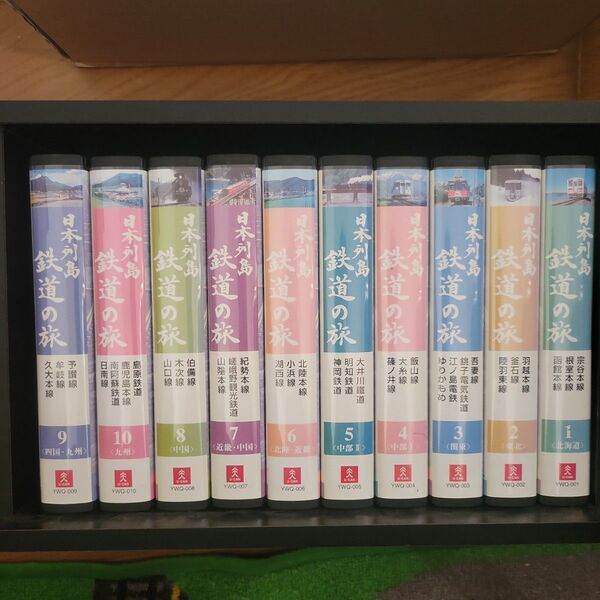 日本列島
鉄道の旅
予讃線
牟岐線
久大本線
9
〈四国・九州〉
U-CAN
YWQ-009
日本列島
鉄道の旅
島原鉄道
鹿児島本線
南阿蘇鉄道
日南線
10
〈九州〉
U-CAN
YWQ-010
日本列島
鉄道の旅
伯備線
木次線
山口線
8
〈中国〉
U-CAN
YWQ-008
日本列島
鉄道の旅
紀勢本線
嵯峨野観光鉄道
山陰本線
7
〈近畿・中国〉
U-CAN
YWQ-007
日本列島
鉄道の旅
北陸本線
小浜線
湖西線
6
〈北陸・近畿〉
U-CAN
YWQ-006
日本列島
鉄道の旅
大井川鐵道
明知鉄道
神岡鉄道
5
〈中部Ⅱ〉
U-CAN
YWQ-005
日本列島
鉄道の旅
飯山線
大糸線
篠ノ井線
4
〈中部Ⅰ〉
U-CAN
YWQ-004
日本列島
鉄道の旅
吾妻線
銚子電気鉄道
江ノ島電鉄
ゆりかもめ
3
〈関東〉
U-CAN
YWQ-003
日本列島
鉄道の旅
羽越本線
釜石線
陸羽東線
2
〈東北〉
U-CAN
YWQ-002
日本列島
鉄道の旅
宗谷本線
根室本線
函館本線
1
〈北海道〉
U-CAN
YWQ-001